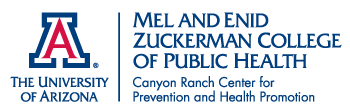 A
®
THE UNIVERSITY
OF ARIZONA
MEL AND ENID
ZUCKERMAN COLLEGE
OF PUBLIC HEALTH
Canyon Ranch Center for
Prevention and Health Promotion